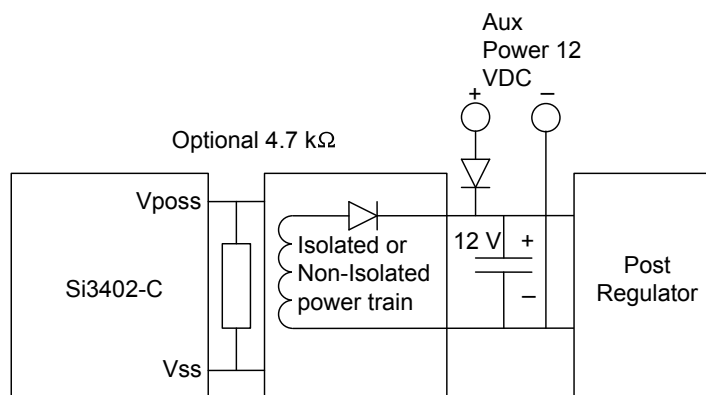 Aux
Power 12
VDC
+
–
Optional 4.7 kΩ
Vposs
Si3402-C
Vss
Isolated or
Non-Isolated
power train
12 V
+
–
Post
Regulator